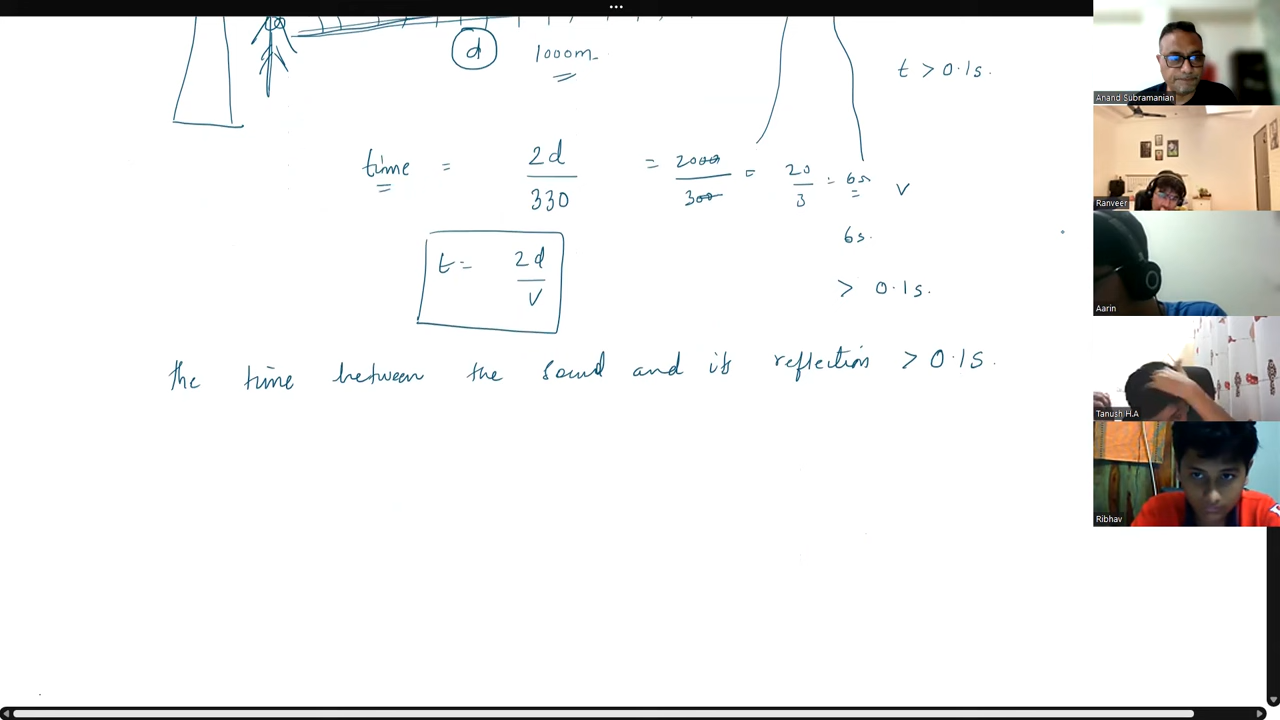 d 1000m
t > 0.1s.
time = 2d/330 = 2000/300 = 20/3 = 6s v
6s.
t = 2d/v
> 0.1s.
the time between the sound and its reflection > 0.1s.
Anand Subramanian
Ranveer
Aarin
Tanush H.A
Ribhav